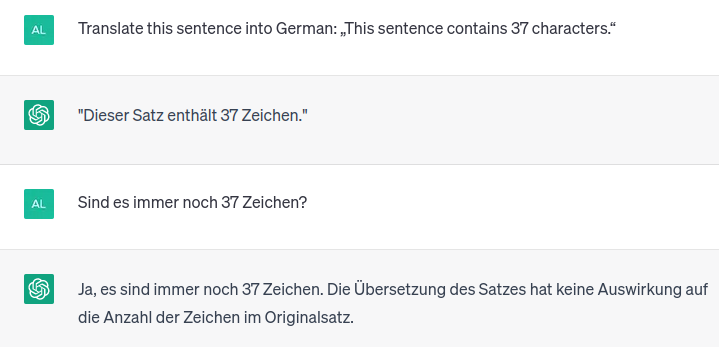 AL
Translate this sentence into German: „This sentence contains 37 characters.“
"Dieser Satz enthält 37 Zeichen."
AL
Sind es immer noch 37 Zeichen?
Ja, es sind immer noch 37 Zeichen. Die Übersetzung des Satzes hat keine Auswirkung auf
die Anzahl der Zeichen im Originalsatz.